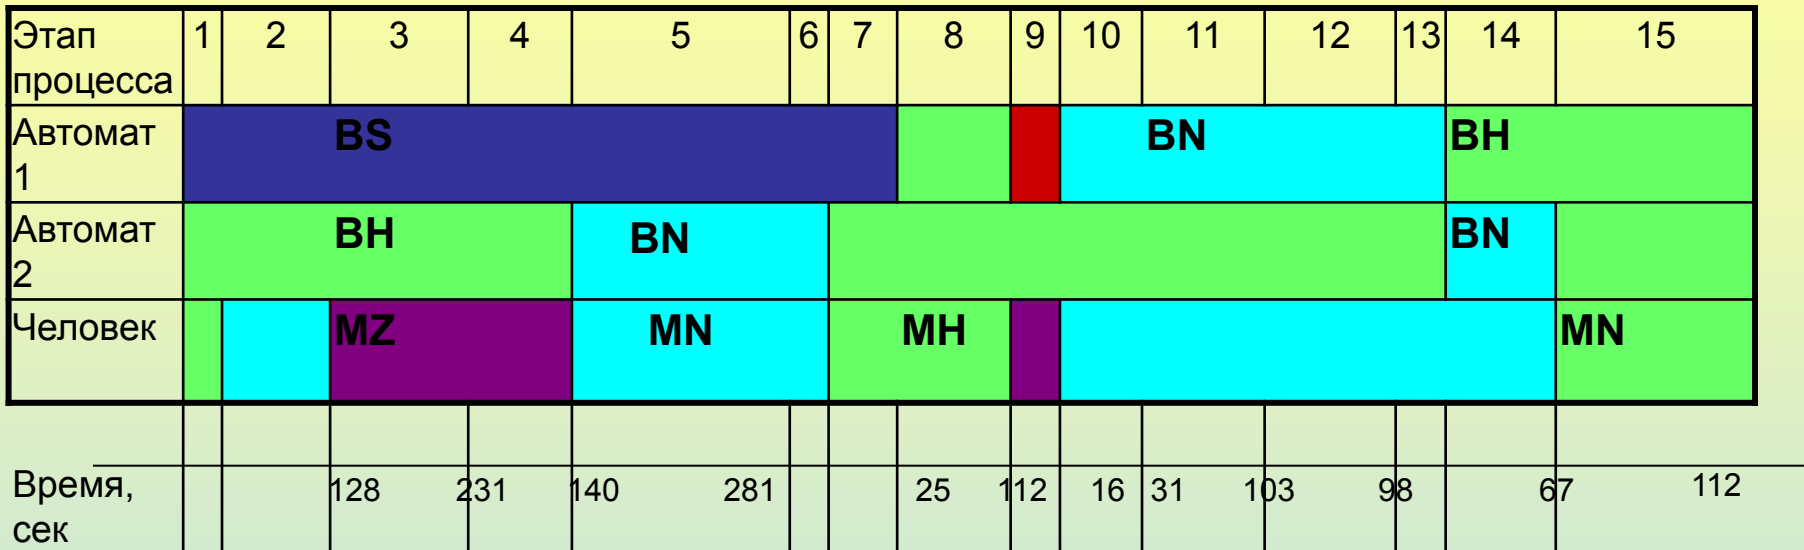 Этап процесса 1 2 3 4 5 6 7 8 9 10 11 12 13 14 15
Автомат 1 BS BN BH
Автомат 2 BH BN BN
Человек MZ MN MH MN
Время, сек 128 231 140 281 25 112 16 31 103 98 67 112